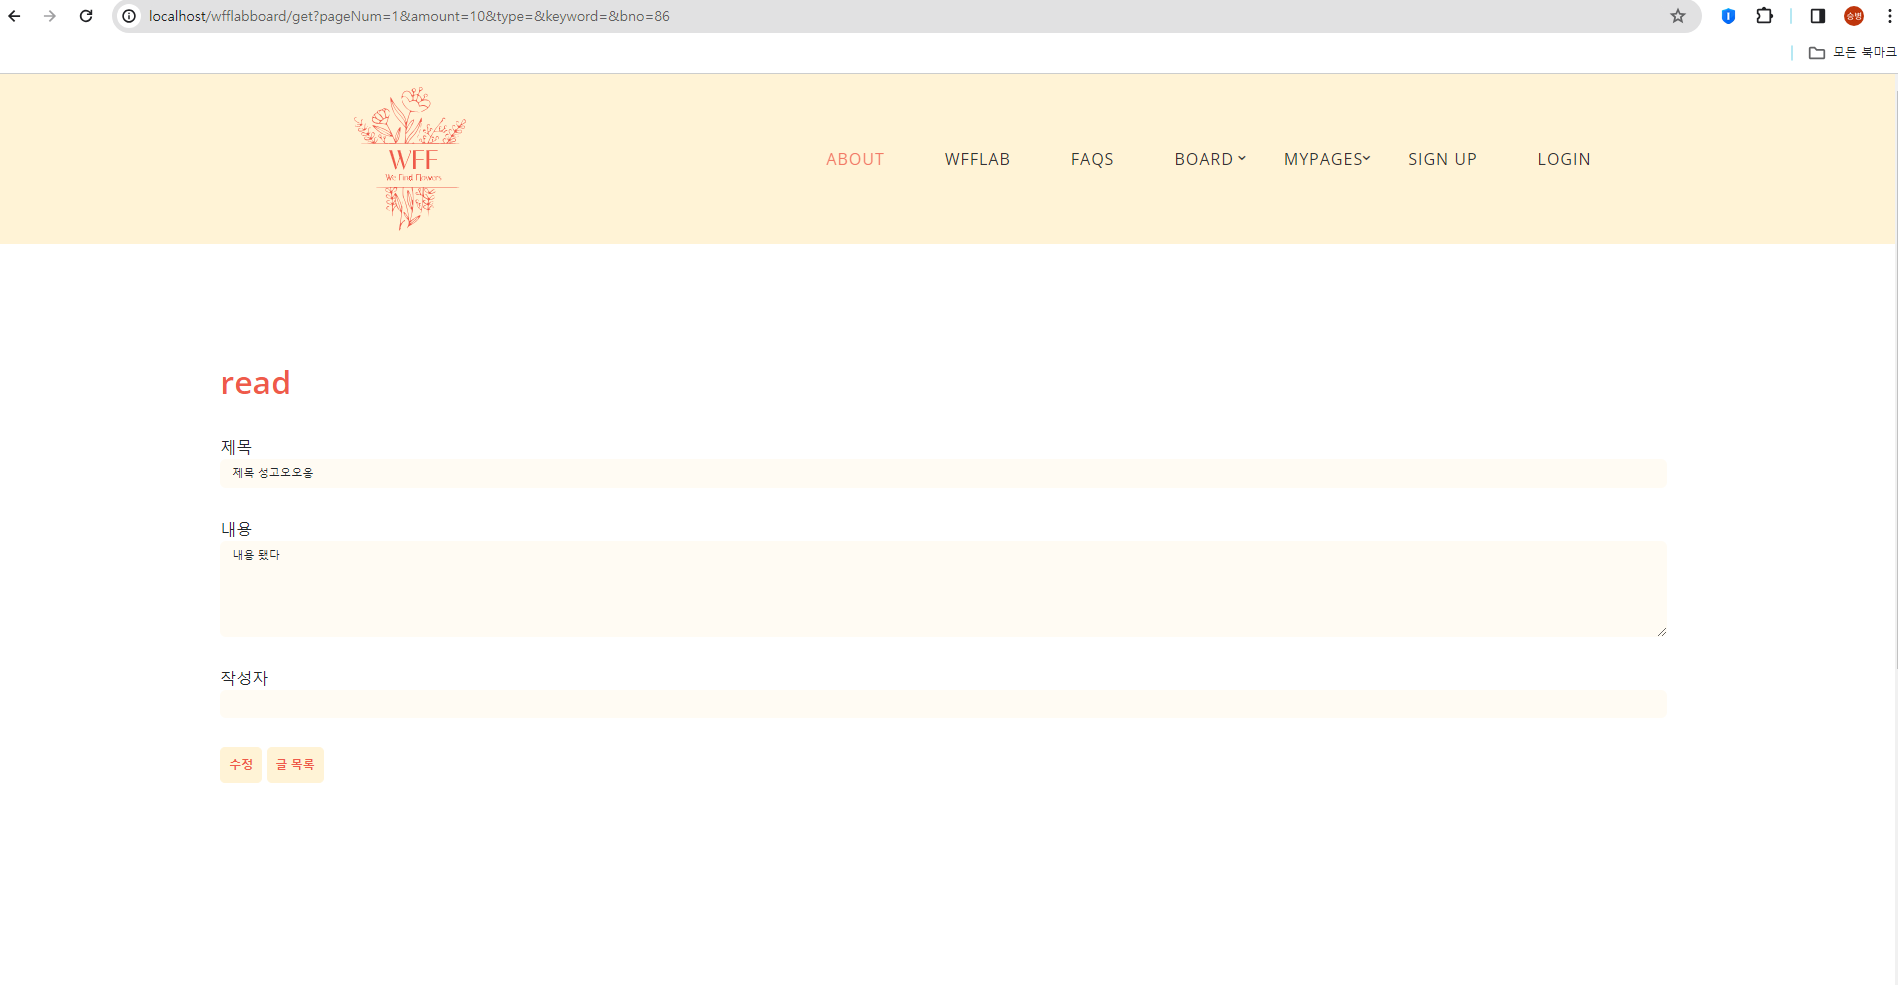 localhost/wfflabboard/get?pageNum=1&amount=10&type=&keyword=&bno=86
승병
모든 북마크
WFF
We Find Flowers
ABOUT WFFLAB FAQS BOARD MYPAGES SIGN UP LOGIN
read
제목
제목 성고오오옹
내용
내용 됐다
작성자
수정 글 목록